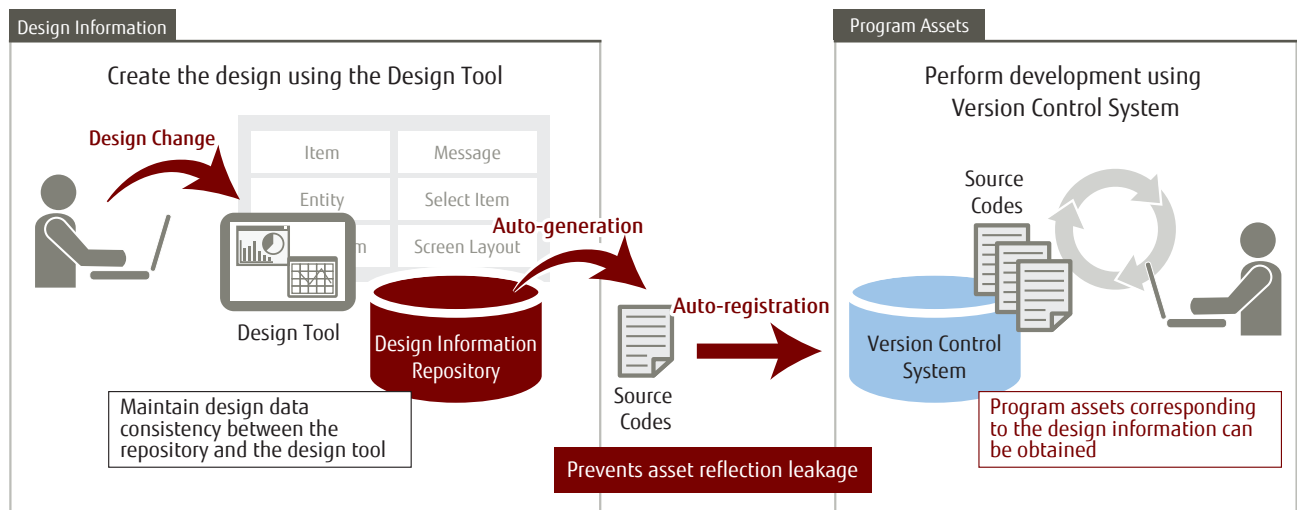 Design Information
Create the design using the Design Tool
Design Change
Item
Message
Entity
Select Item
Screen Layout
Auto-generation
Design Tool
Design Information
Repository
Maintain design data
consistency between the
repository and the design tool
Source
Codes
Auto-registration
Prevents asset reflection leakage
Program Assets
Perform development using
Version Control System
Source
Codes
Version Control
System
Program assets corresponding
to the design information can
be obtained